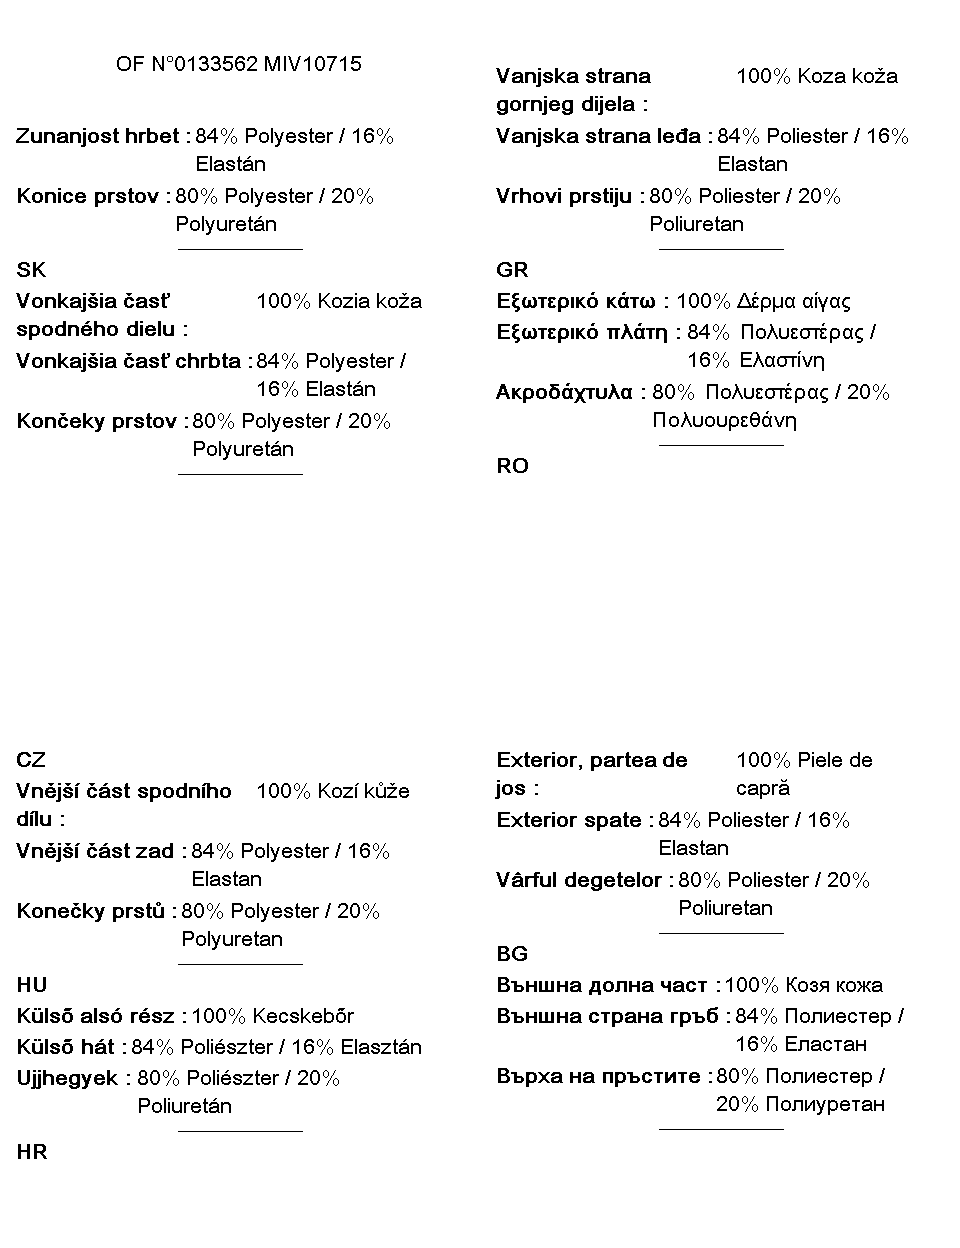 OF N°0133562 MIV10715
Zunanjost hrbet : 84% Polyester / 16%
Elastán
Konice prstov : 80% Polyester / 20%
Polyuretán
SK
Vonkajšia časť 100% Kozia koža
spodného dielu :
Vonkajšia časť chrbta : 84% Polyester /
16% Elastán
Končeky prstov : 80% Polyester / 20%
Polyuretán
CZ
Vnější část spodního 100% Kozí kůže
dílu :
Vnější část zad : 84% Polyester / 16%
Elastan
Konečky prstů : 80% Polyester / 20%
Polyuretan
HU
Külsõ alsó rész : 100% Kecskebõr
Külsõ hát : 84% Poliészter / 16% Elasztán
Ujjhegyek : 80% Poliészter / 20%
Poliuretán
HR
Vanjska strana 100% Koza koža
gornjeg dijela :
Vanjska strana leđa : 84% Poliester / 16%
Elastan
Vrhovi prstiju : 80% Poliester / 20%
Poliuretan
GR
Εξωτερικό κάτω : 100% Δέρμα αίγας
Εξωτερικό πλάτη : 84% Πολυεστέρας /
16% Ελαστίνη
Ακροδάχτυλα : 80% Πολυεστέρας / 20%
Πολυουρεθάνη
RO
Exterior, partea de 100% Piele de
jos : capră
Exterior spate : 84% Poliester / 16%
Elastan
Vârful degetelor : 80% Poliester / 20%
Poliuretan
BG
Външна долна част : 100% Козя кожа
Външна страна гръб : 84% Полиестер /
16% Еластан
Върха на пръстите : 80% Полиестер /
20% Полиуретан